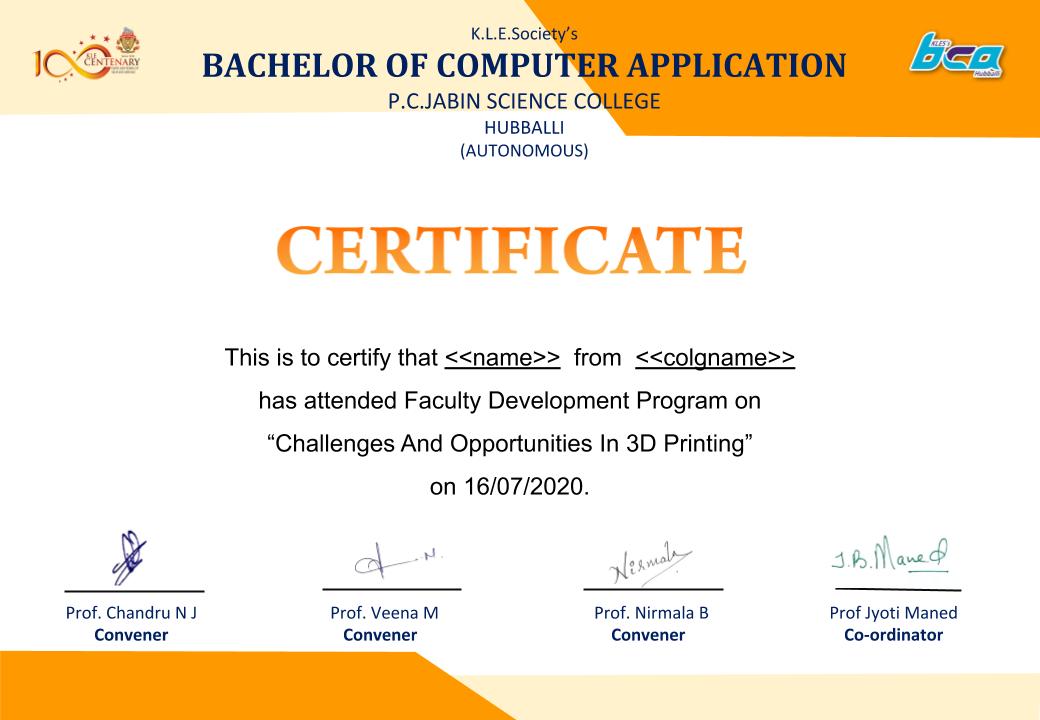 K.L.E.Society’s
BACHELOR OF COMPUTER APPLICATION
P.C.JABIN SCIENCE COLLEGE
HUBBALLI
(AUTONOMOUS)
100
KLE
CENTENARY
KLES's
bca
Hubballi
CERTIFICATE
This is to certify that <<name>> from <<colgname>>
has attended Faculty Development Program on
“Challenges And Opportunities In 3D Printing”
on 16/07/2020.
Nirmala
J.B.Maned
Prof. Chandru N J
Convener
Prof. Veena M
Convener
Prof. Nirmala B
Convener
Prof Jyoti Maned
Co-ordinator